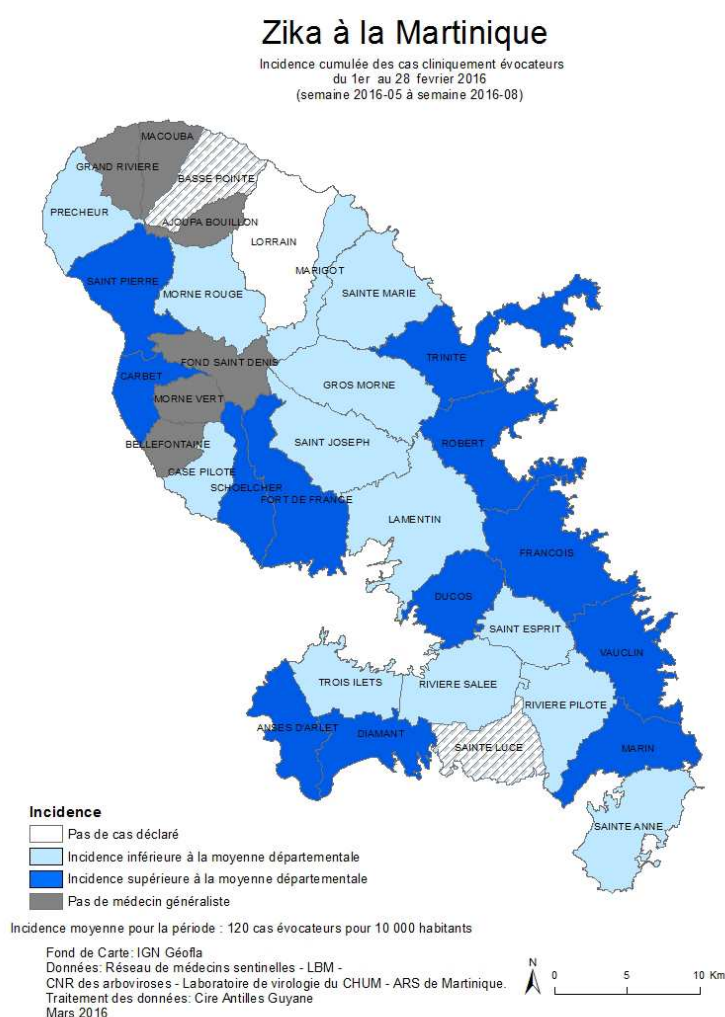 Zika à la Martinique
Incidence cumulée des cas cliniquement évocateurs
du 1er au 28 fevrier 2016
(semaine 2016-05 à semaine 2016-08)
MACOUBA
GRAND RIVIERE
BASSE POINTE
PRECHEUR
AJOUPA BOUILLON
LORRAIN
MARIGOT
SAINT PIERRE
MORNE ROUGE
SAINTE MARIE
TRINITE
FOND SAINT DENIS
CARBET
GROS MORNE
MORNE VERT
BELLEFONTAINE
SAINT JOSEPH
ROBERT
CASE PILOTE
SCHOELCHER
FORT DE FRANCE
LAMENTIN
FRANCOIS
DUCOS
SAINT ESPRIT
VAUCLIN
TROIS ILETS
RIVIERE SALEE
RIVIERE PILOTE
ANSES D'ARLET
DIAMANT
SAINTE LUCE
MARIN
SAINTE ANNE
Incidence
Pas de cas déclaré
Incidence inférieure à la moyenne départementale
Incidence supérieure à la moyenne départementale
Pas de médecin généraliste
Incidence moyenne pour la période : 120 cas évocateurs pour 10 000 habitants
Fond de Carte: IGN Géofla
Données: Réseau de médecins sentinelles - LBM -
CNR des arboviroses - Laboratoire de virologie du CHUM - ARS de Martinique.
Traitement des données: Cire Antilles Guyane
Mars 2016
N
0 5 10 Km